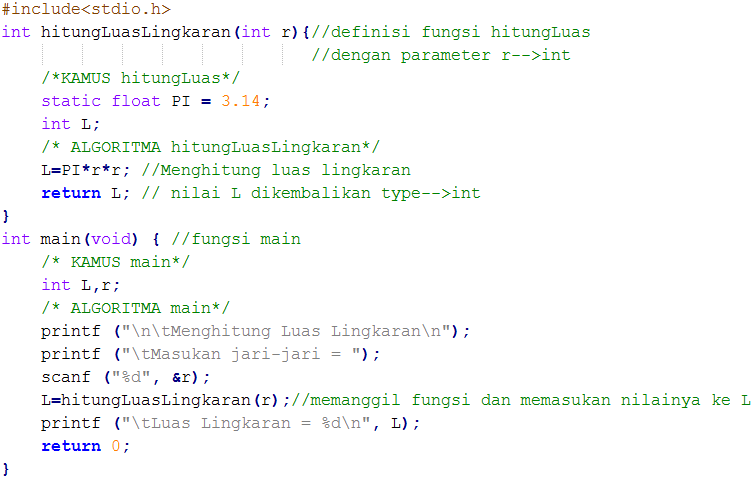 #include<stdio.h>
int hitungLuasLingkaran(int r){//definisi fungsi hitungLuas
//dengan parameter r-->int
/*KAMUS hitungLuas*/
static float PI = 3.14;
int L;
/* ALGORITMA hitungLuasLingkaran*/
L=PI*r*r; //Menghitung luas lingkaran
return L; // nilai L dikembalikan type-->int
}
int main(void) { //fungsi main
/* KAMUS main*/
int L,r;
/* ALGORITMA main*/
printf ("\n\tMenghitung Luas Lingkaran\n");
printf ("\tMasukan jari-jari = ");
scanf ("%d", &r);
L=hitungLuasLingkaran(r);//memanggil fungsi dan memasukan nilainya ke L
printf ("\tLuas Lingkaran = %d\n", L);
return 0;
}